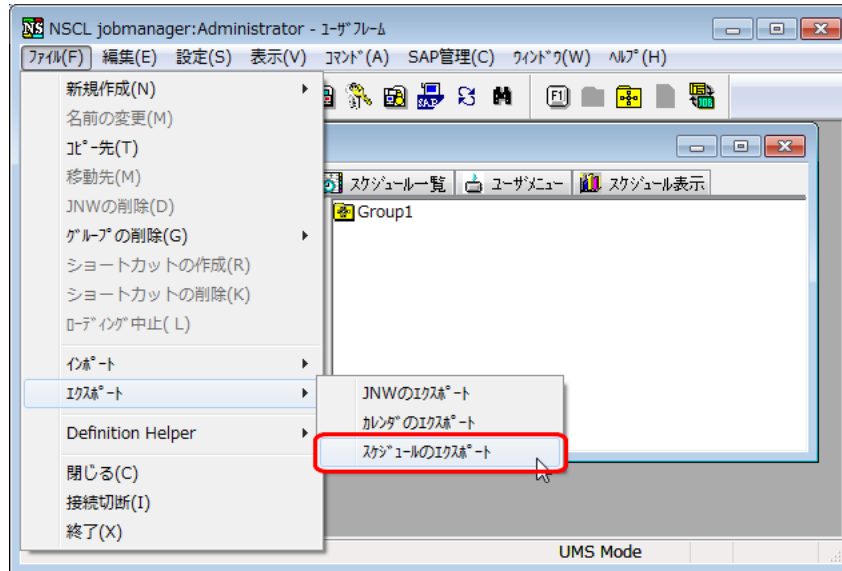 NSCL jobmanager:Administrator - ﾕｰｻﾞﾌﾚｰﾑ
ﾌｧｲﾙ(F) 編集(E) 設定(S) 表示(V) ｺﾏﾝﾄﾞ(A) SAP管理(C) ｳｨﾝﾄﾞｳ(W) ﾍﾙﾌﾟ(H)
新規作成(N)
名前の変更(M)
ｺﾋﾟｰ先(T)
移動先(M)
JNWの削除(D)
ｸﾞﾙｰﾌﾟの削除(G)
ショートカットの作成(R)
ショートカットの削除(K)
ﾛｰﾃﾞｨﾝｸﾞ中止( L)
ｲﾝﾎﾟｰﾄ
ｴｸｽﾎﾟｰﾄ
Definition Helper
閉じる(C)
接続切断(I)
終了(X)
SAP
F1
JOB
スケジュール一覧 ユーザメニュー スケジュール表示
Group1
JNWのｴｸｽﾎﾟｰﾄ
ｶﾚﾝﾀﾞのｴｸｽﾎﾟｰﾄ
ｽｹｼﾞｭｰﾙのｴｸｽﾎﾟｰﾄ
UMS Mode